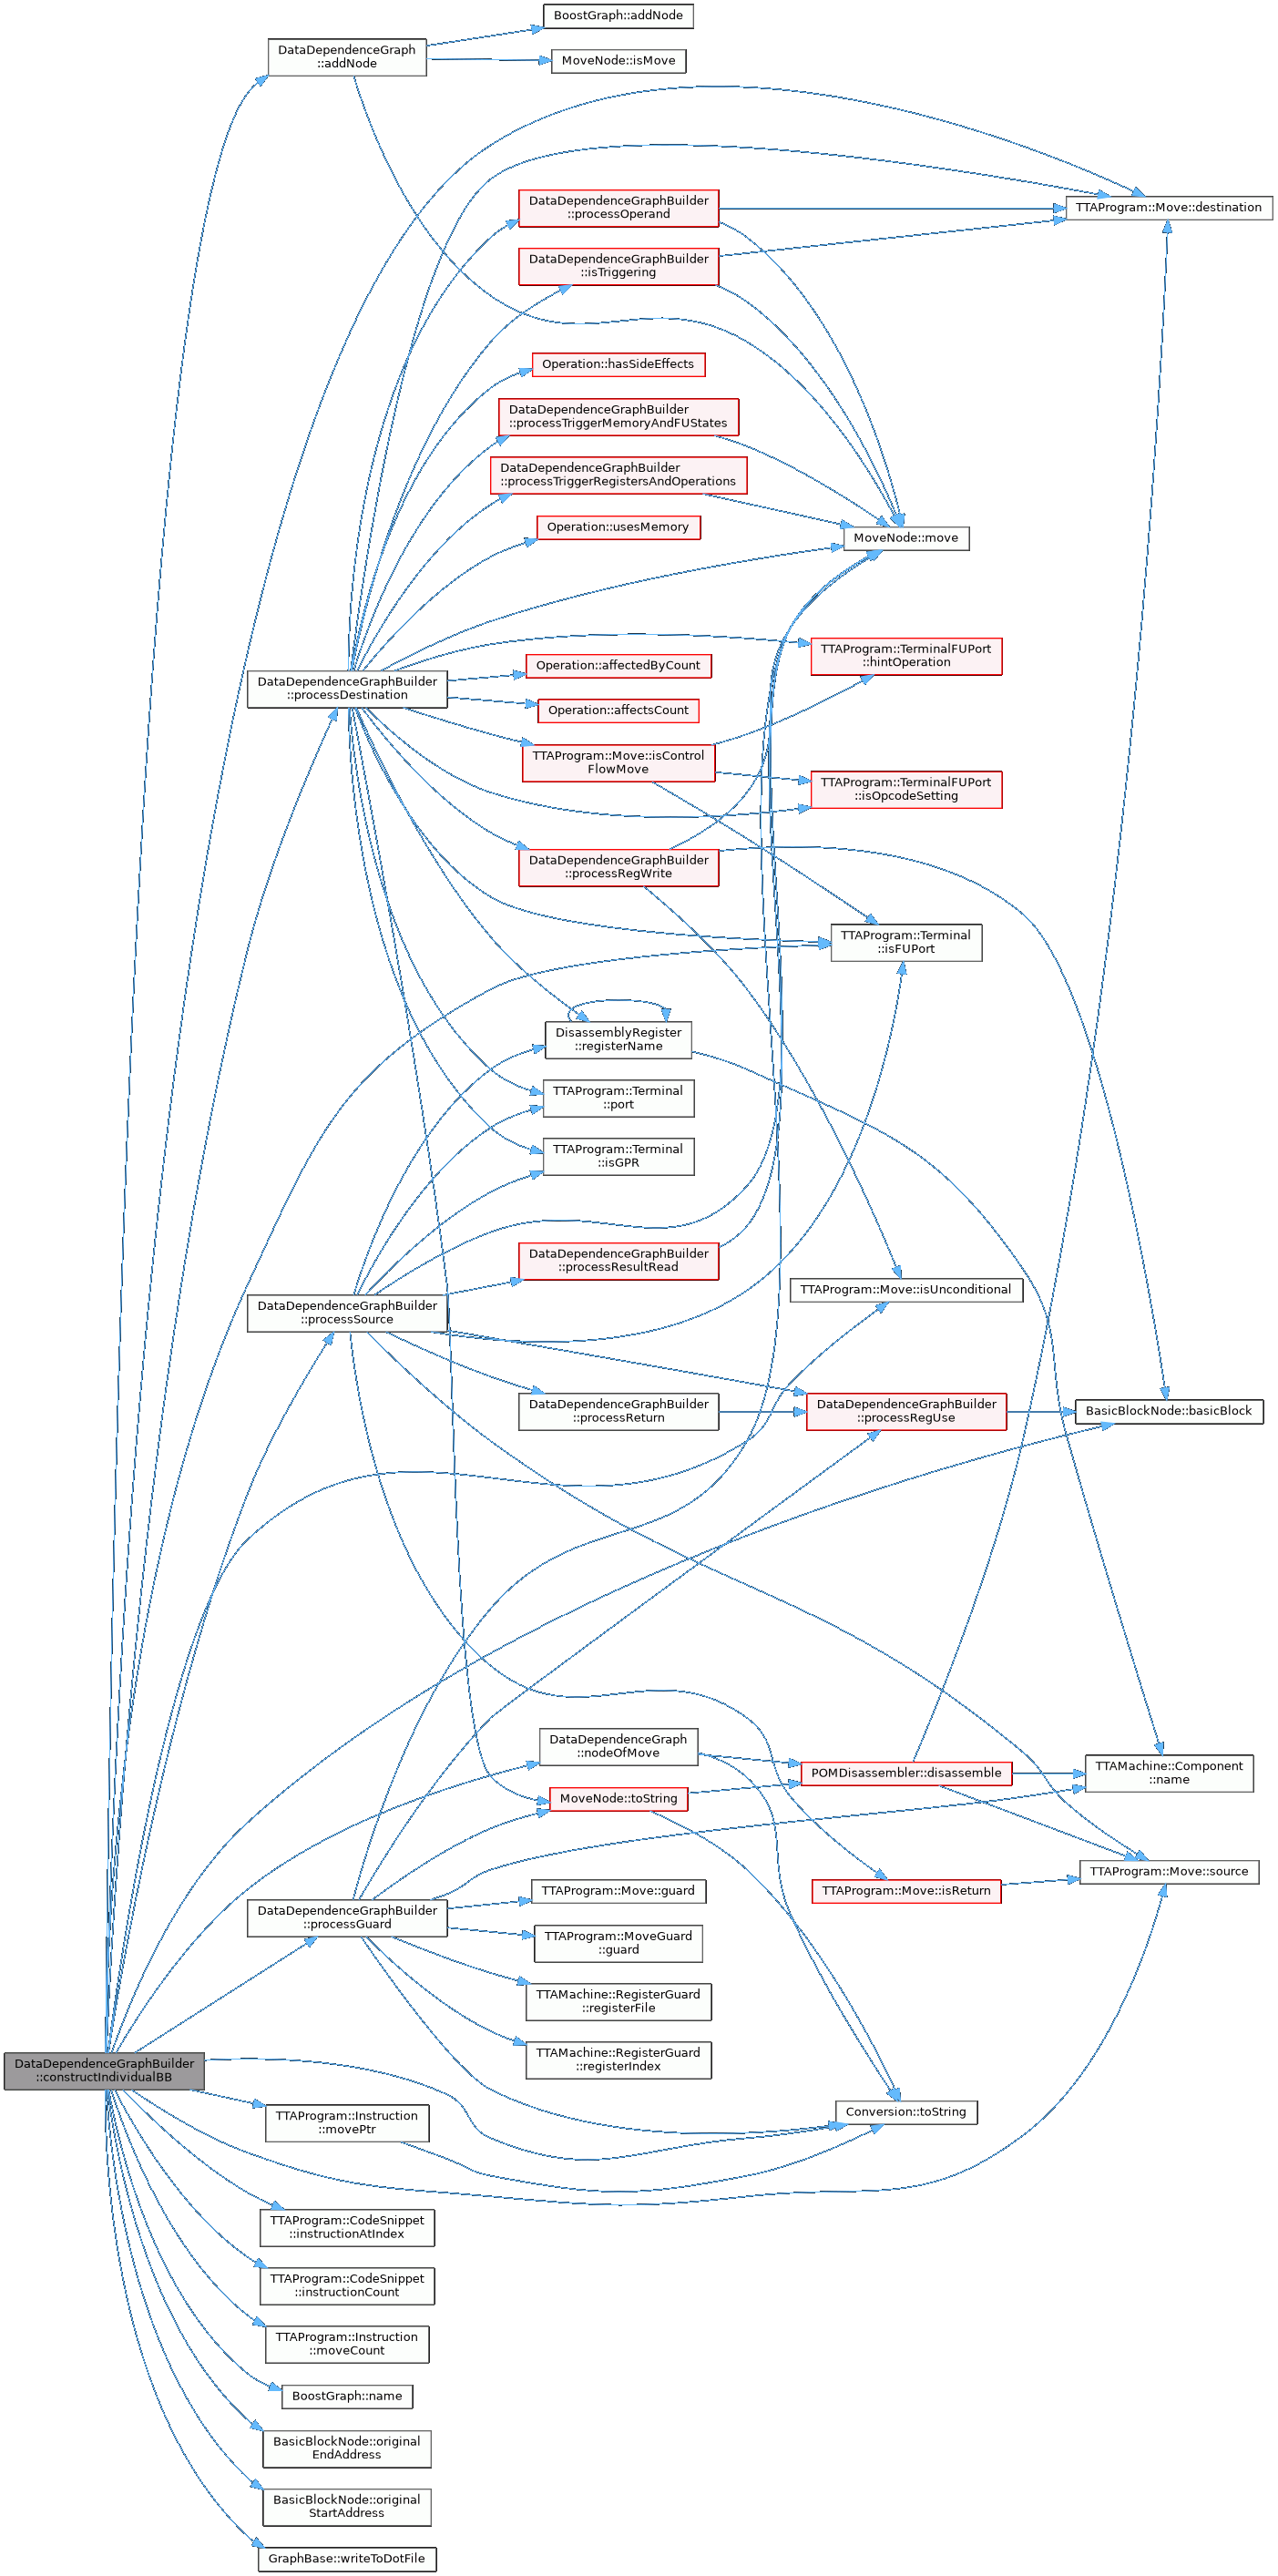 BoostGraph::addNode
DataDependenceGraph
::addNode
MoveNode::isMove
DataDependenceGraphBuilder
::processOperand
TTAProgram::Move::destination
DataDependenceGraphBuilder
::isTriggering
Operation::hasSideEffects
DataDependenceGraphBuilder
::processTriggerMemoryAndFUStates
DataDependenceGraphBuilder
::processTriggerRegistersAndOperations
Operation::usesMemory
MoveNode::move
TTAProgram::TerminalFUPort
::hintOperation
Operation::affectedByCount
DataDependenceGraphBuilder
::processDestination
Operation::affectsCount
TTAProgram::Move::isControl
FlowMove
TTAProgram::TerminalFUPort
::isOpcodeSetting
DataDependenceGraphBuilder
::processRegWrite
TTAProgram::Terminal
::isFUPort
DisassemblyRegister
::registerName
TTAProgram::Terminal
::port
TTAProgram::Terminal
::isGPR
DataDependenceGraphBuilder
::processResultRead
TTAProgram::Move::isUnconditional
DataDependenceGraphBuilder
::processSource
DataDependenceGraphBuilder
::processReturn
DataDependenceGraphBuilder
::processRegUse
BasicBlockNode::basicBlock
DataDependenceGraph
::nodeOfMove
POMDisassembler::disassemble
TTAMachine::Component
::name
MoveNode::toString
TTAProgram::Move::source
TTAProgram::Move::isReturn
TTAProgram::Move::guard
DataDependenceGraphBuilder
::processGuard
TTAProgram::MoveGuard
::guard
TTAMachine::RegisterGuard
::registerFile
TTAMachine::RegisterGuard
::registerIndex
DataDependenceGraphBuilder
::constructIndividualBB
Conversion::toString
TTAProgram::Instruction
::movePtr
TTAProgram::CodeSnippet
::instructionAtIndex
TTAProgram::CodeSnippet
::instructionCount
TTAProgram::Instruction
::moveCount
BoostGraph::name
BasicBlockNode::original
EndAddress
BasicBlockNode::original
StartAddress
GraphBase::writeToDotFile